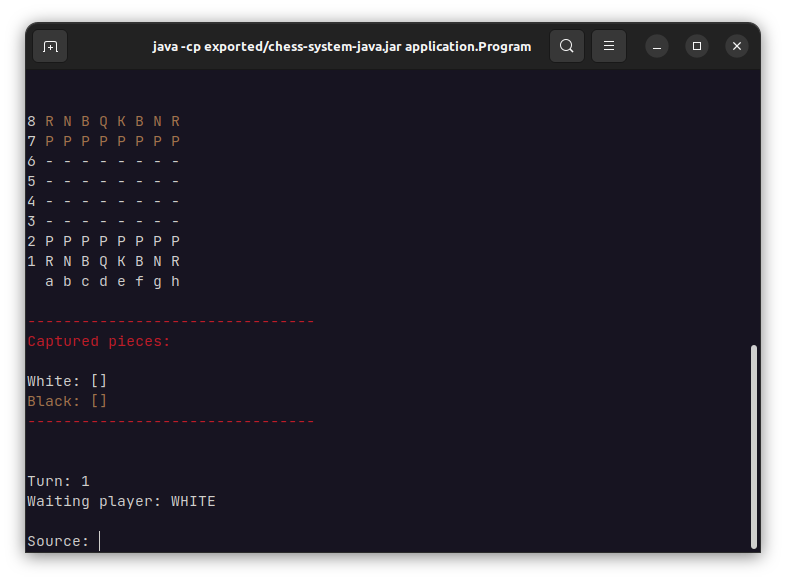 java -cp exported/chess-system-java.jar application.Program
8 R N B Q K B N R
7 P P P P P P P P
6 - - - - - - - -
5 - - - - - - - -
4 - - - - - - - -
3 - - - - - - - -
2 P P P P P P P P
1 R N B Q K B N R
  a b c d e f g h
--------------------------------
Captured pieces:
White: []
Black: []
--------------------------------
Turn: 1
Waiting player: WHITE
Source: